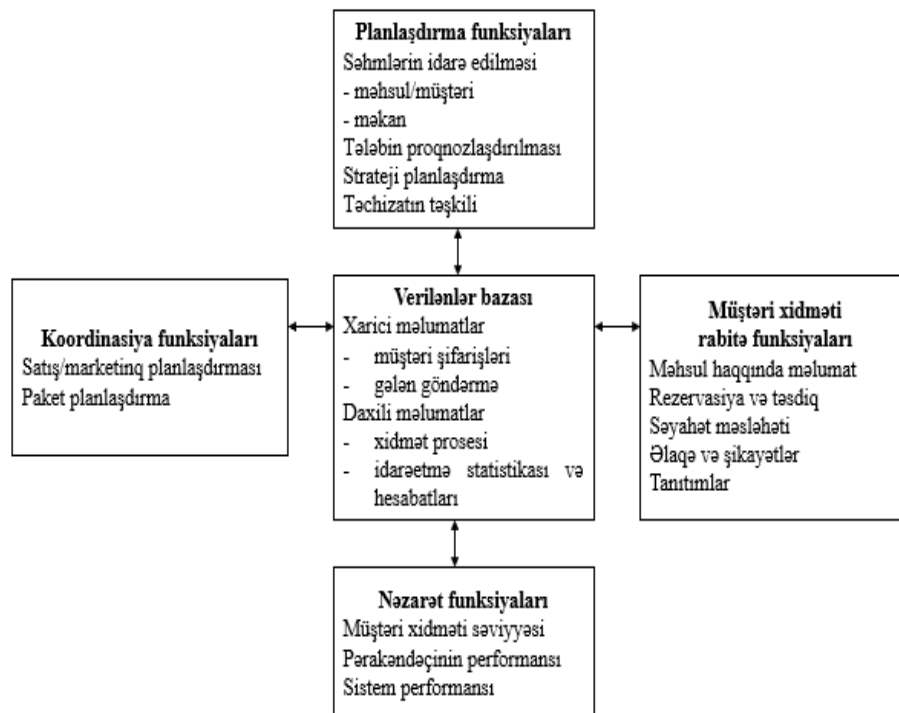 Planlaşdırma funksiyaları
Səhmlərin idarə edilməsi
- məhsul/müştəri
- məkan
Tələbin proqnozlaşdırılması
Strateji planlaşdırma
Təchizatın təşkili
Koordinasiya funksiyaları
Satış/marketinq planlaşdırması
Paket planlaşdırma
Verilənlər bazası
Xarici məlumatlar
- müştəri şifarişləri
- gələn göndərmə
Daxili məlumatlar
- xidmət prosesi
- idarəetmə statistikası və
hesabatları
Müştəri xidməti
rabitə funksiyaları
Məhsul haqqında məlumat
Rezervasiya və təsdiq
Səyahət məsləhəti
Əlaqə və şikayətlər
Tanıtımlar
Nəzarət funksiyaları
Müştəri xidməti səviyyəsi
Pərakəndəçinin performansı
Sistem performansı